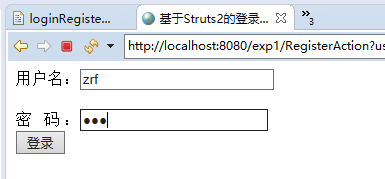 loginRegiste...
基于Struts2的登录...
»3
http://localhost:8080/exp1/RegisterAction?us
用户名：zrf
密 码：●●●
登录